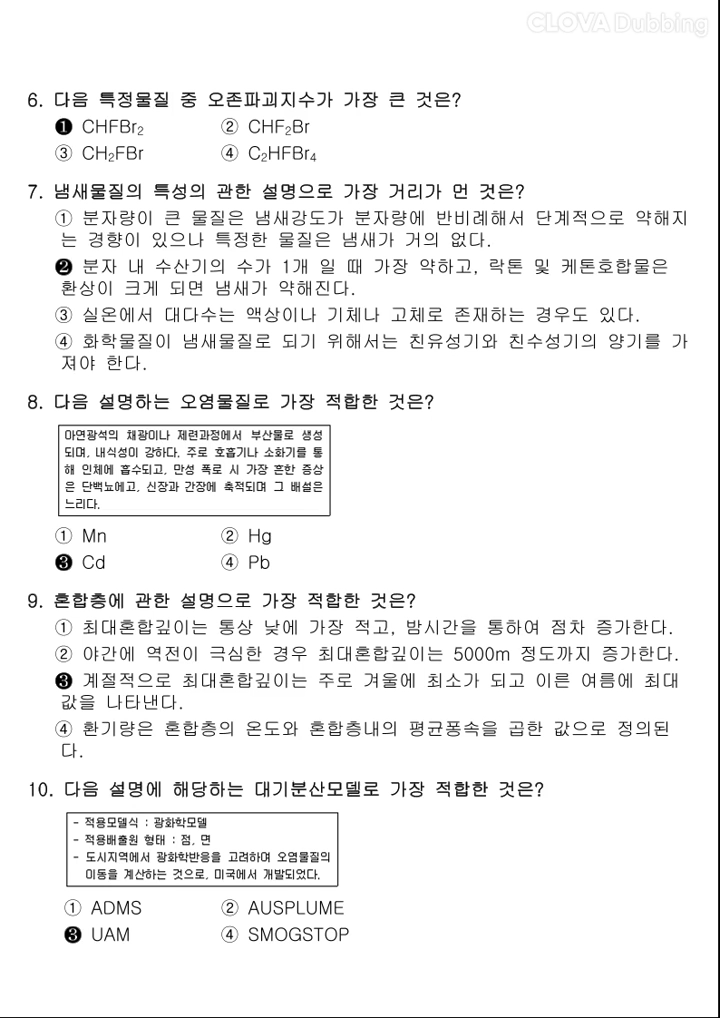 CLOVA Dubbing
6. 다음 특정물질 중 오존파괴지수가 가장 큰 것은?
❶ CHFBr₂ ② CHF₂Br
③ CH₂FBr ④ C₂HFBr₄
7. 냄새물질의 특성의 관한 설명으로 가장 거리가 먼 것은?
① 분자량이 큰 물질은 냄새강도가 분자량에 반비례해서 단계적으로 약해지
는 경향이 있으나 특정한 물질은 냄새가 거의 없다.
❷ 분자 내 수산기의 수가 1개 일 때 가장 약하고, 락톤 및 케톤호합물은
환상이 크게 되면 냄새가 약해진다.
③ 실온에서 대다수는 액상이나 기체나 고체로 존재하는 경우도 있다.
④ 화학물질이 냄새물질로 되기 위해서는 친유성기와 친수성기의 양기를 가
져야 한다.
8. 다음 설명하는 오염물질로 가장 적합한 것은?
아연광석의 채광이나 제련과정에서 부산물로 생성
되며, 내식성이 강하다. 주로 호흡기나 소화기를 통
해 인체에 흡수되고, 만성 폭로 시 가장 흔한 증상
은 단백뇨에고, 신장과 간장에 축적되며 그 배설은
느리다.
① Mn ② Hg
❸ Cd ④ Pb
9. 혼합층에 관한 설명으로 가장 적합한 것은?
① 최대혼합깊이는 통상 낮에 가장 적고, 밤시간을 통하여 점차 증가한다.
② 야간에 역전이 극심한 경우 최대혼합깊이는 5000m 정도까지 증가한다.
❸ 계절적으로 최대혼합깊이는 주로 겨울에 최소가 되고 이른 여름에 최대
값을 나타낸다.
④ 환기량은 혼합층의 온도와 혼합층내의 평균풍속을 곱한 값으로 정의된
다.
10. 다음 설명에 해당하는 대기분산모델로 가장 적합한 것은?
- 적용모델식 : 광화학모델
- 적용배출원 형태 : 점, 면
- 도시지역에서 광화학반응을 고려하며 오염물질의
이동을 계산하는 것으로, 미국에서 개발되었다.
① ADMS ② AUSPLUME
❸ UAM ④ SMOGSTOP